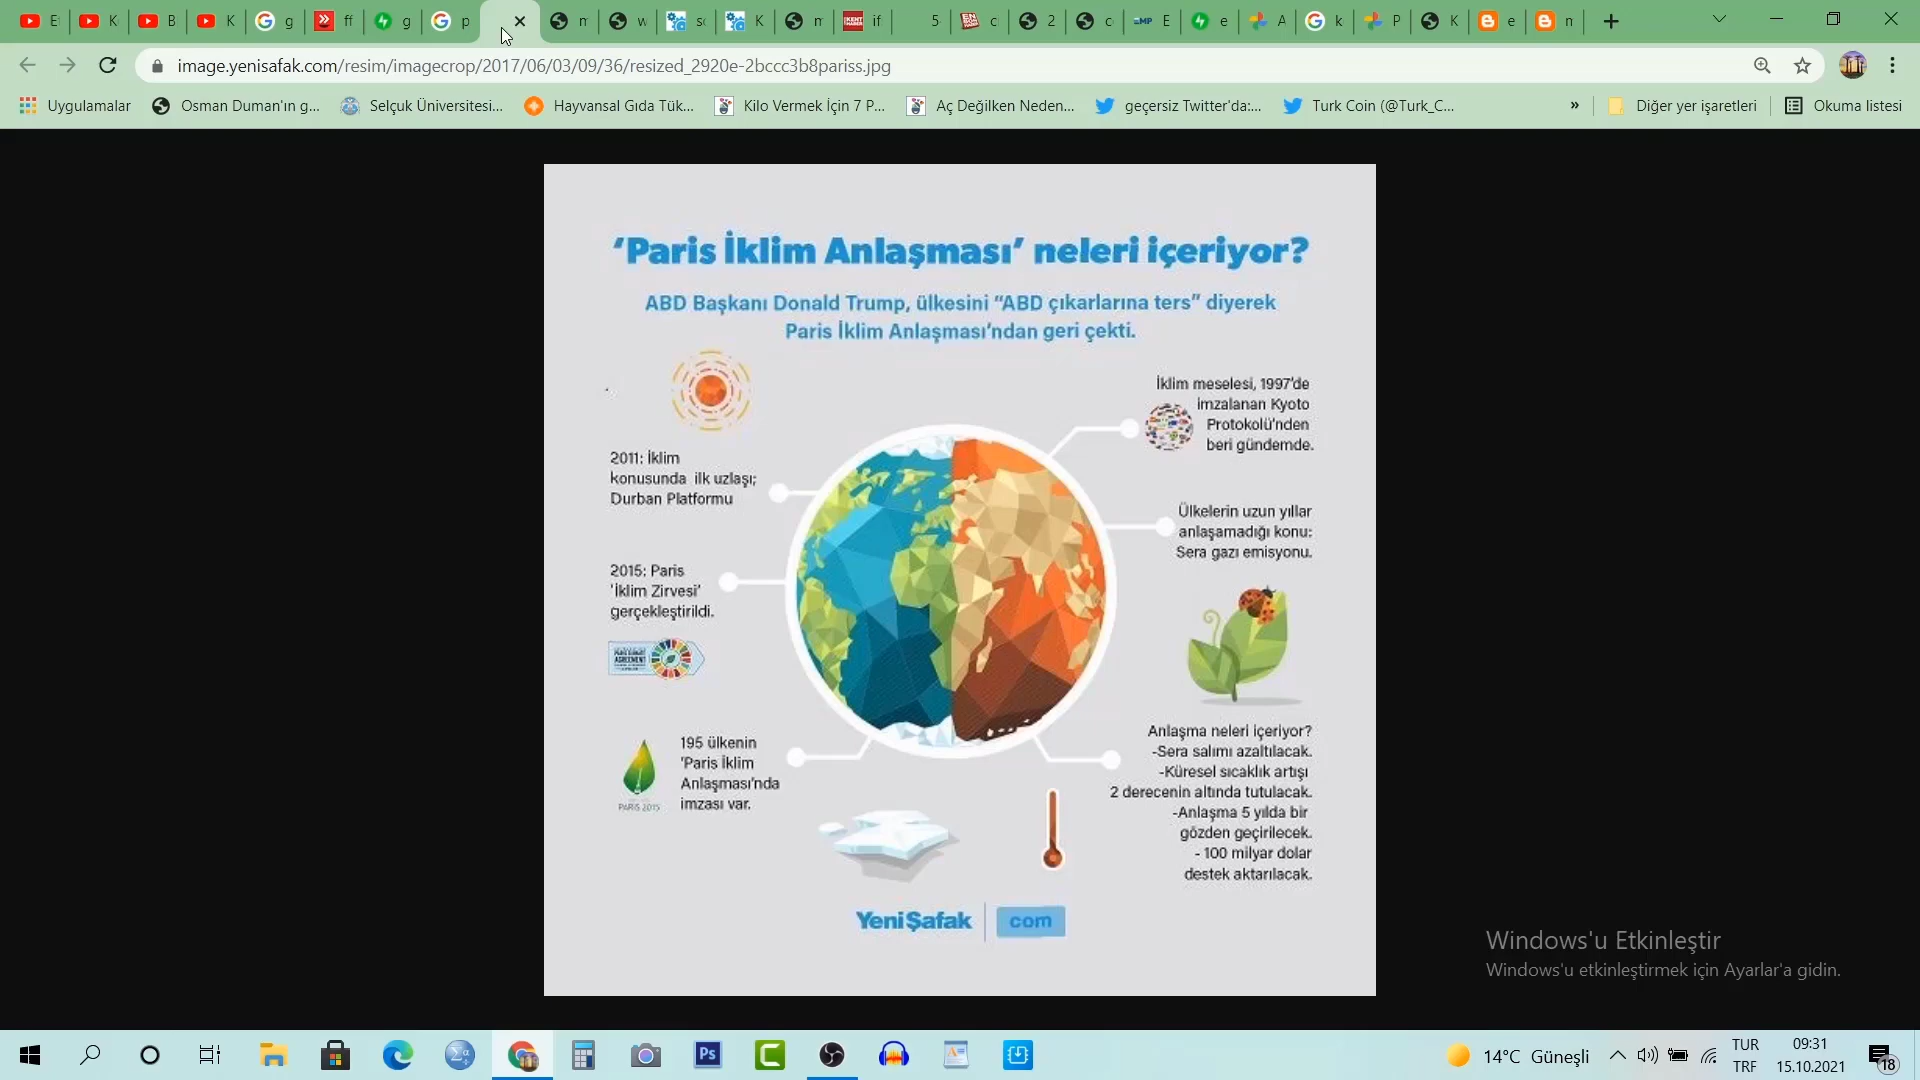 image.yenisafak.com/resim/imagecrop/2017/06/03/09/36/resized_2920e-2bccc3b8pariss.jpg
Uygulamalar
Osman Duman'ın g...
Selçuk Üniversitesi...
Hayvansal Gıda Tük...
Kilo Vermek İçin 7 P...
Aç Değilken Neden...
geçersiz Twitter'da:...
Turk Coin (@Turk_C...
»
Diğer yer işaretleri
Okuma listesi
'Paris İklim Anlaşması' neleri içeriyor?
ABD Başkanı Donald Trump, ülkesini "ABD çıkarlarına ters" diyerek
Paris İklim Anlaşması'ndan geri çekti.
İklim meselesi, 1997'de
imzalanan Kyoto
Protokolü'nden
beri gündemde.
2011: İklim
konusunda ilk uzlaşı;
Durban Platformu
Ülkelerin uzun yıllar
anlaşamadığı konu:
Sera gazı emisyonu.
2015: Paris
'İklim Zirvesi'
gerçekleştirildi.
AGREEMENT
195 ülkenin
'Paris İklim
Anlaşması'nda
imzası var.
PARIS 2015
Anlaşma neleri içeriyor?
-Sera salımı azaltılacak.
-Küresel sıcaklık artışı
2 derecenin altında tutulacak.
-Anlaşma 5 yılda bir
gözden geçirilecek.
- 100 milyar dolar
destek aktarılacak.
YeniŞafak com
Windows'u Etkinleştir
Windows'u etkinleştirmek için Ayarlar'a gidin.
Ps
14°C Güneşli
TUR
TRF
09:31
15.10.2021
18